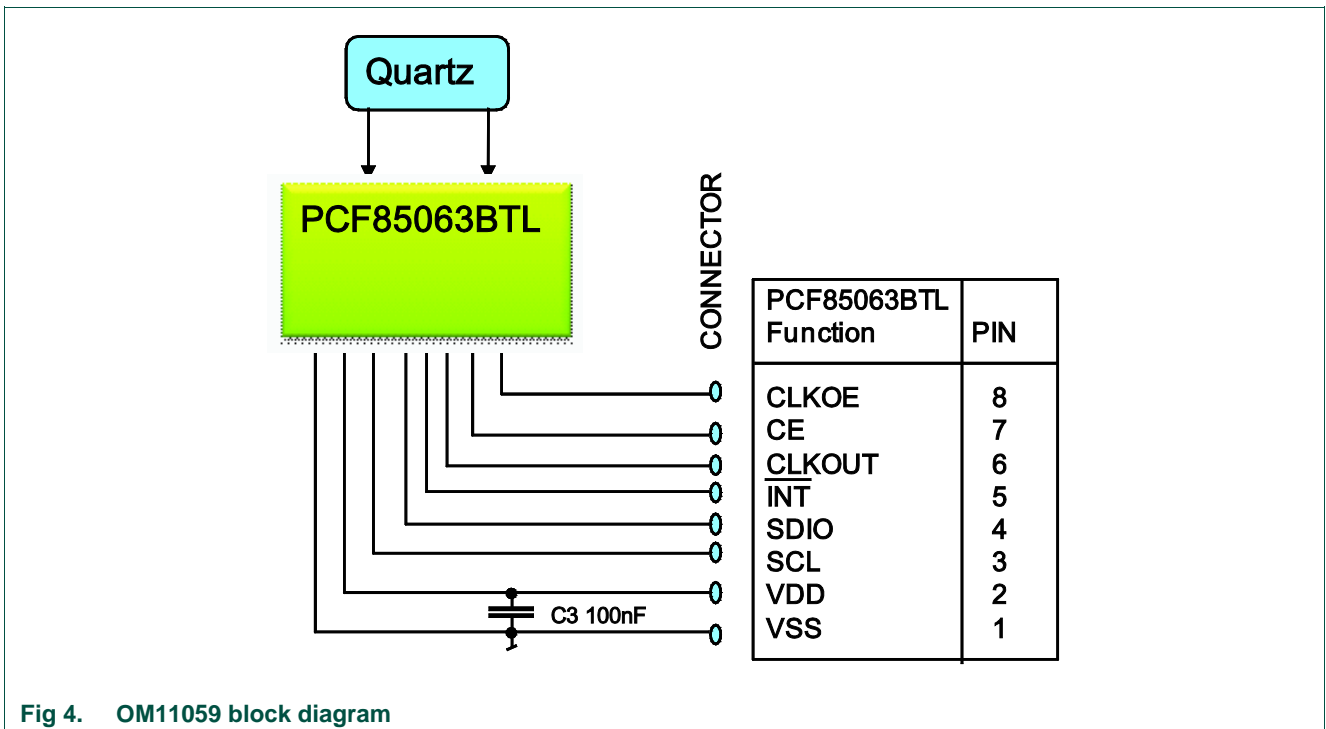 Quartz
PCF85063BTL
CONNECTOR
PCF85063BTL
Function PIN
CLKOE 8
CE 7
CLKOUT 6
INT 5
SDIO 4
SCL 3
VDD 2
VSS 1
C3 100nF
Fig 4. OM11059 block diagram